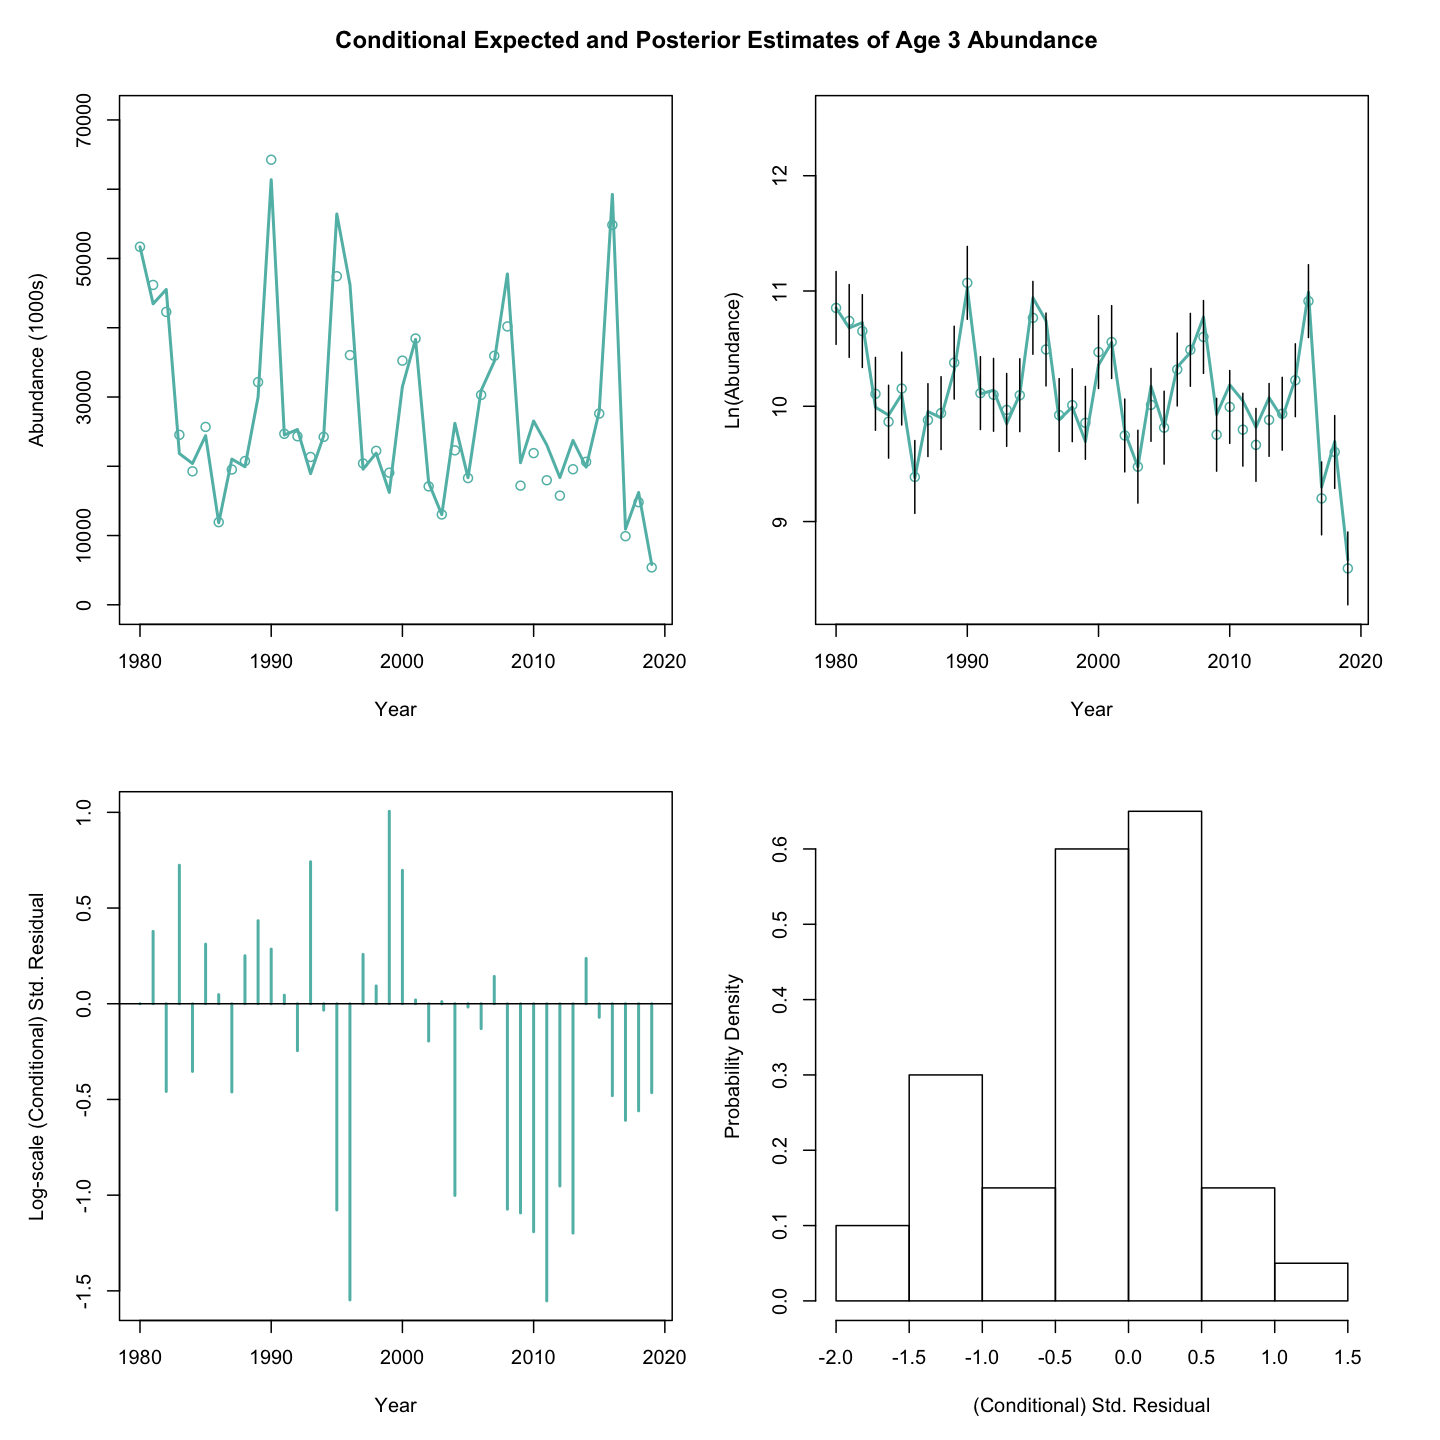 Conditional Expected and Posterior Estimates of Age 3 Abundance
Abundance (1000s)
70000
50000
30000
10000
0
1980 1990 2000 2010 2020
Year
Ln(Abundance)
12
11
10
9
1980 1990 2000 2010 2020
Year
Log-scale (Conditional) Std. Residual
1.0
0.5
0.0
-0.5
-1.0
-1.5
1980 1990 2000 2010 2020
Year
Probability Density
0.6
0.5
0.4
0.3
0.2
0.1
0.0
-2.0 -1.5 -1.0 -0.5 0.0 0.5 1.0 1.5
(Conditional) Std. Residual